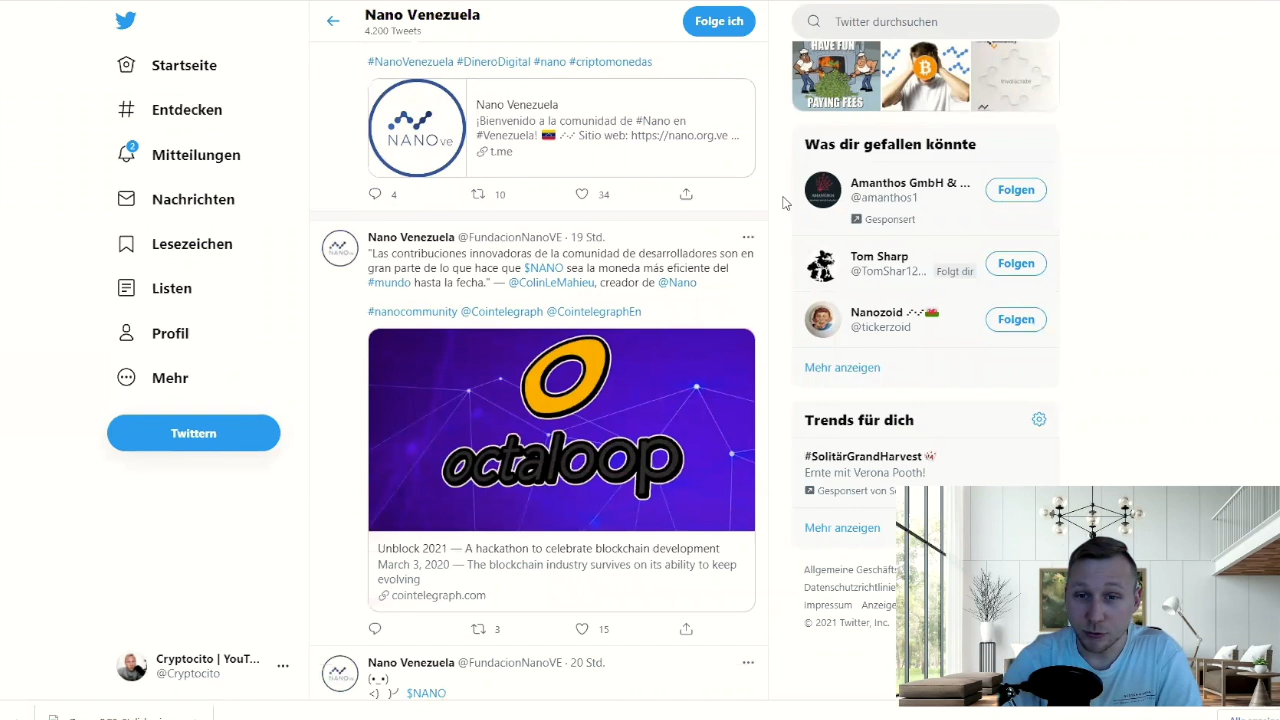 Startseite
Entdecken
2
Mitteilungen
Nachrichten
Lesezeichen
Listen
Profil
Mehr
Twittern
Cryptocito | YouT...
@Cryptocito
Nano Venezuela
4.200 Tweets
Folge ich
#NanoVenezuela #DineroDigital #nano #criptomonedas
NANO ve
Nano Venezuela
¡Bienvenido a la comunidad de #Nano en
#Venezuela! 🇻🇪 Sitio web: https://nano.org.ve ...
t.me
4 10 34
Nano Venezuela @FundacionNanoVE · 19 Std.
"Las contribuciones innovadoras de la comunidad de desarrolladores son en
gran parte de lo que hace que $NANO sea la moneda más eficiente del
#mundo hasta la fecha." — @ColinLeMahieu, creador de @Nano
#nanocommunity @Cointelegraph @CointelegraphEn
octaloop
Unblock 2021 — A hackathon to celebrate blockchain development
March 3, 2020 — The blockchain industry survives on its ability to keep
evolving
cointelegraph.com
3 15
Nano Venezuela @FundacionNanoVE · 20 Std.
(•_•)
<) )╯ $NANO
Twitter durchsuchen
HAVE FUN
PAYING FEES
Was dir gefallen könnte
Amanthos GmbH & ...
@amanthos1
Folgen
Gesponsert
Tom Sharp
@TomShar12... Folgt dir
Folgen
Nanozoid
@tickerzoid
Folgen
Mehr anzeigen
Trends für dich
#SolitärGrandHarvest
Ernte mit Verona Pooth!
Gesponsert von
Mehr anzeigen
Allgemeine
Impressum
© 2021 Twitter, Inc.